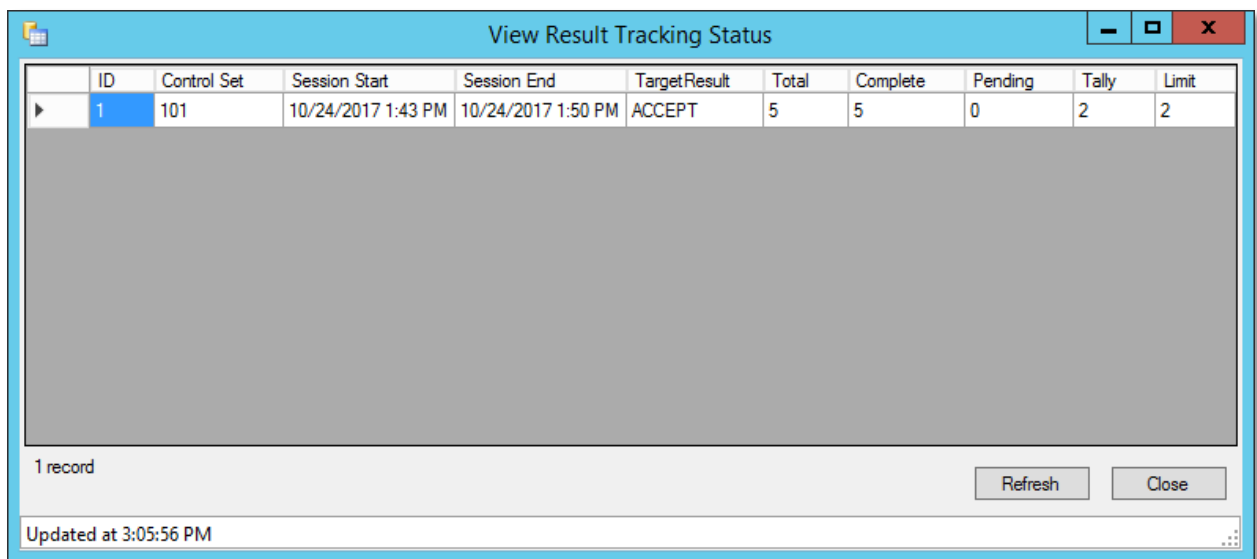 View Result Tracking Status
ID Control Set Session Start Session End TargetResult Total Complete Pending Tally Limit
1 101 10/24/2017 1:43 PM 10/24/2017 1:50 PM ACCEPT 5 5 0 2 2
1 record
Refresh Close
Updated at 3:05:56 PM